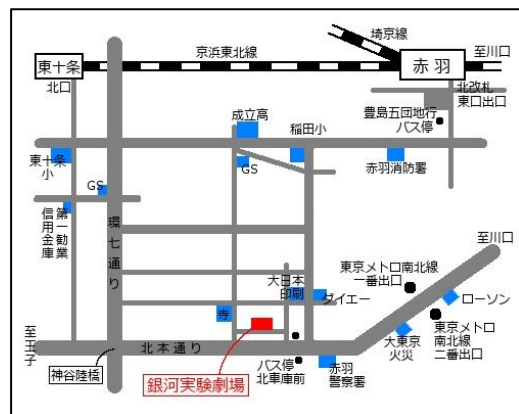 埼京線
至川口
京浜東北線
東十条
赤羽
北口
北改札
東口出口
成立高
豊島五団地行
バス停
稲田小
東十条
小
GS
赤羽消防署
GS
第一勧業
信用金庫
環七通り
至川口
大日本
印刷
東京メトロ南北線
一番出口
ダイエー
ローソン
寺
至王子
北本通り
大東京
火災
東京メトロ
南北線
二番出口
神谷陸橋
銀河実験劇場
バス停
北車庫前
赤羽
警察署